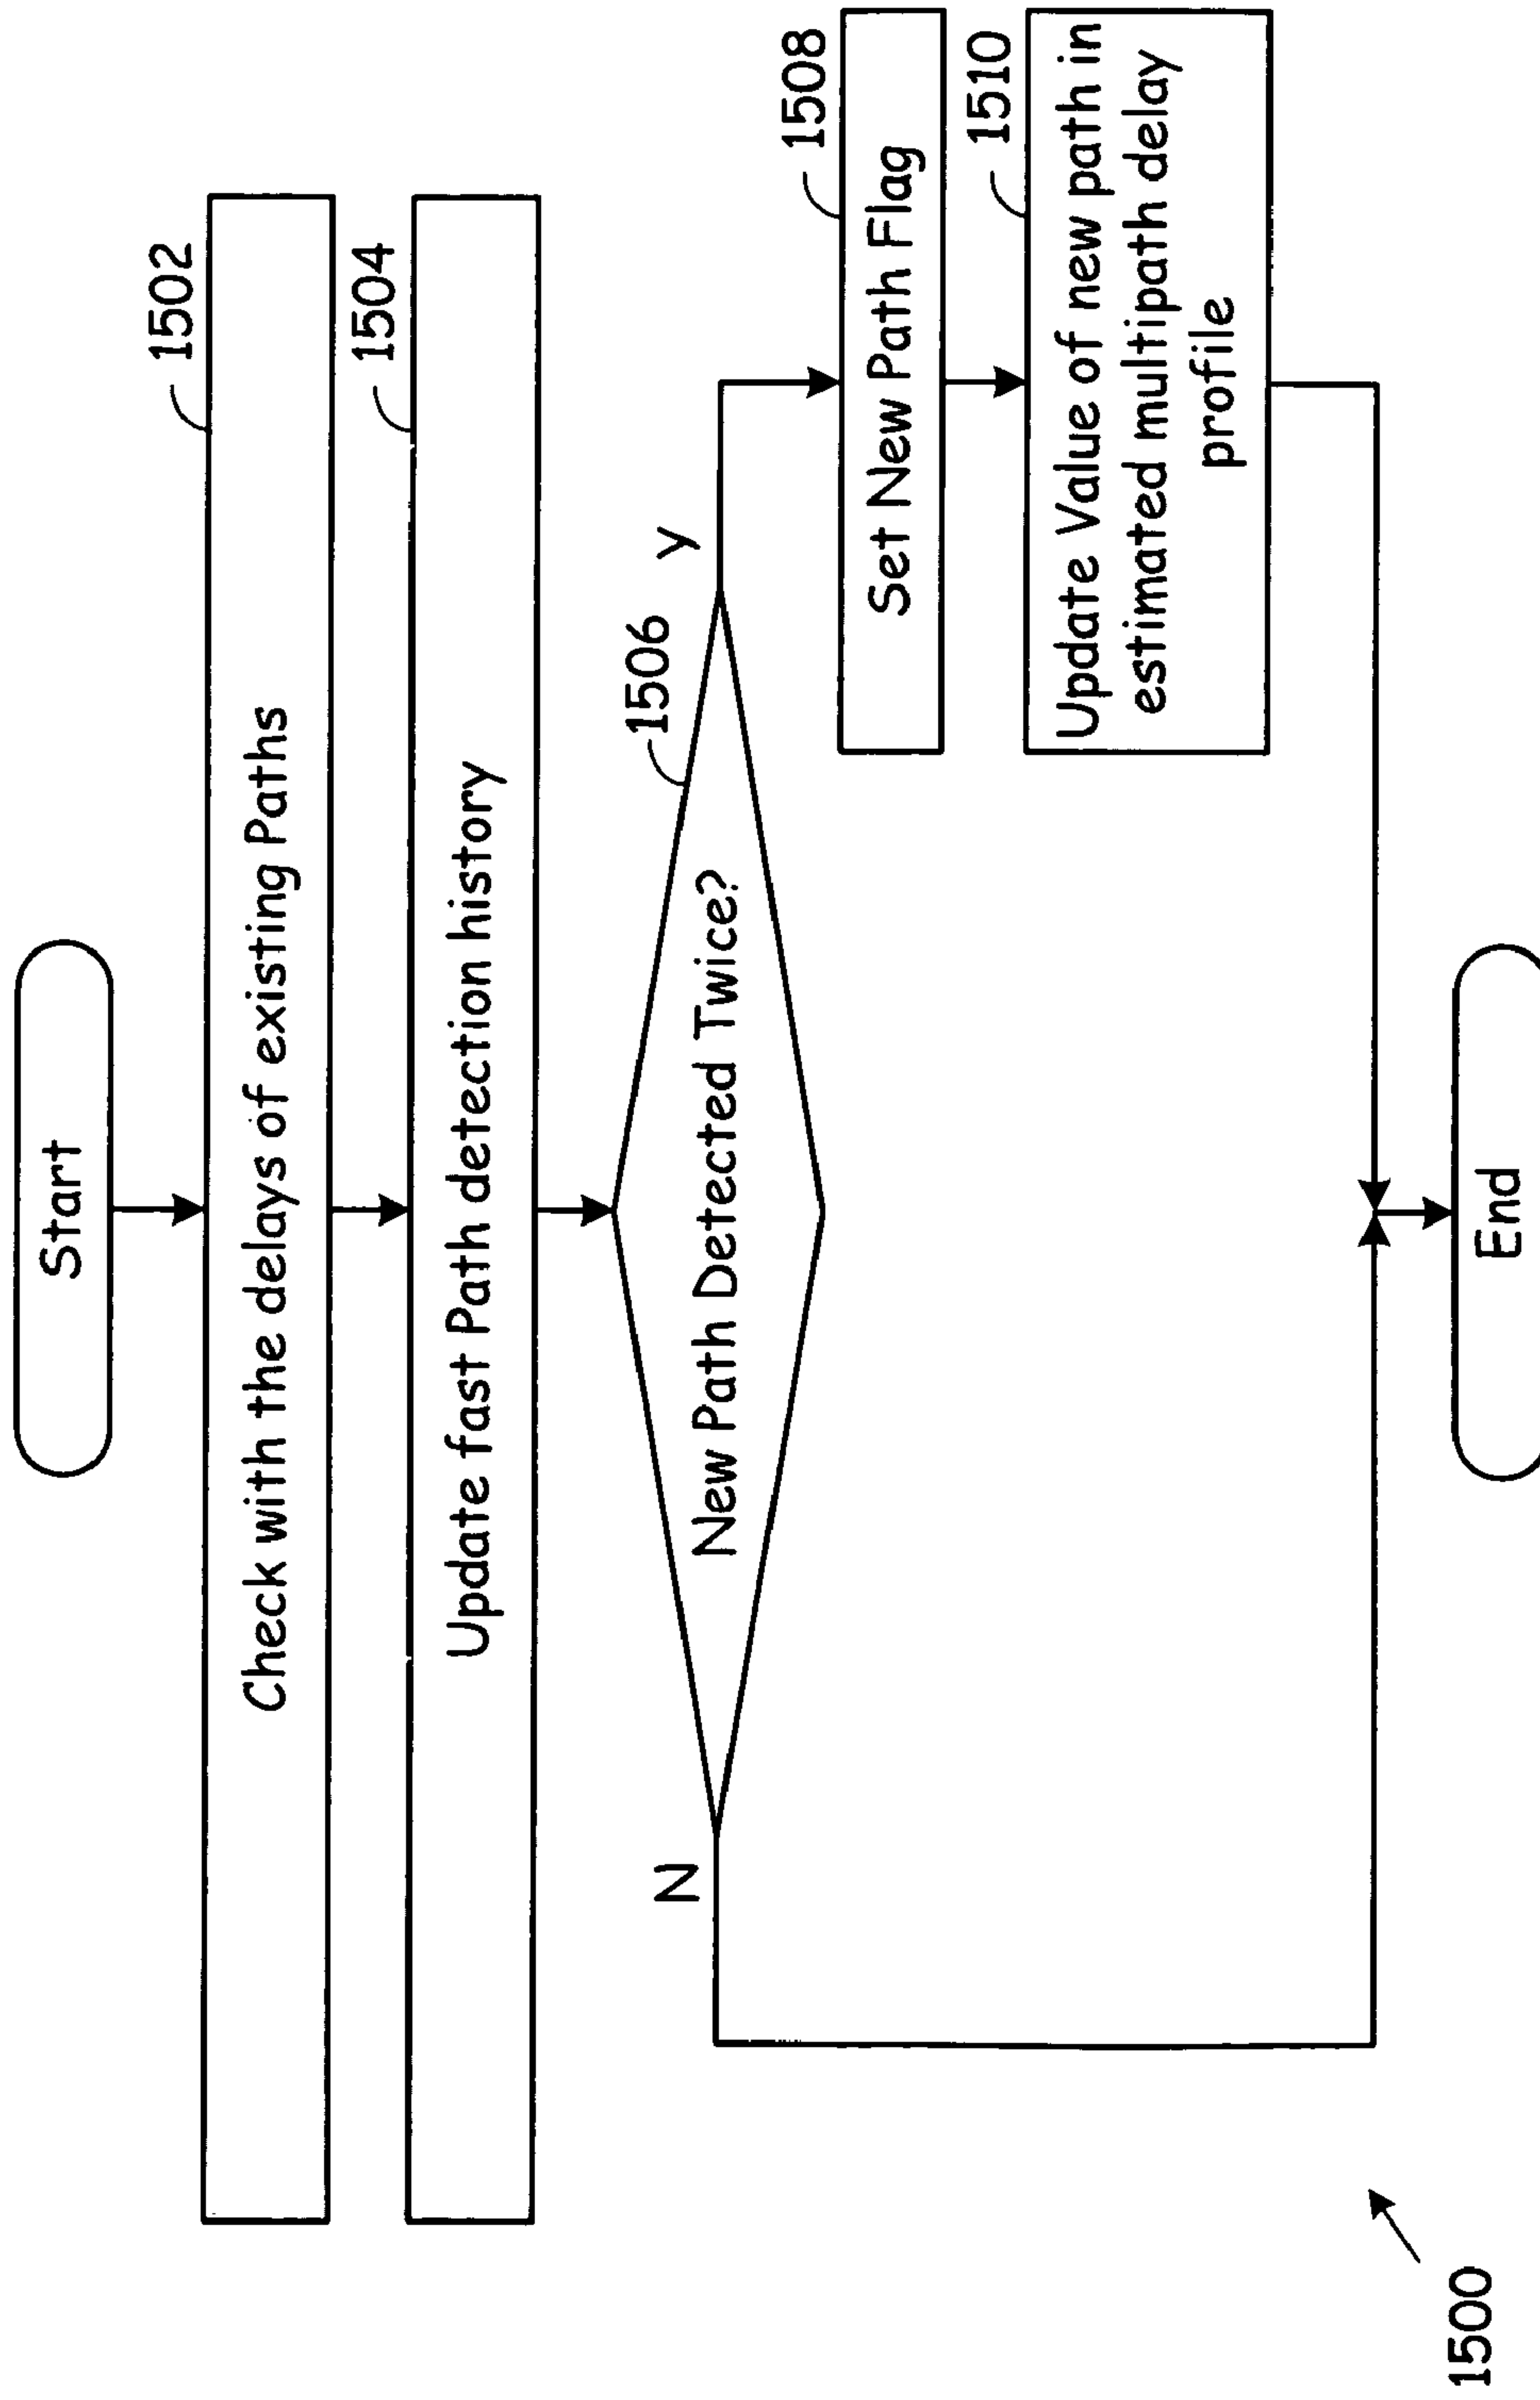 Start
1502
Check with the delays of existing Paths
1504
Update fast Path detection history
1506
New Path Detected Twice?
N
y
1508
Set New Path Flag
1510
Update Value of new path in
estimated multipath delay
profile
End
1500